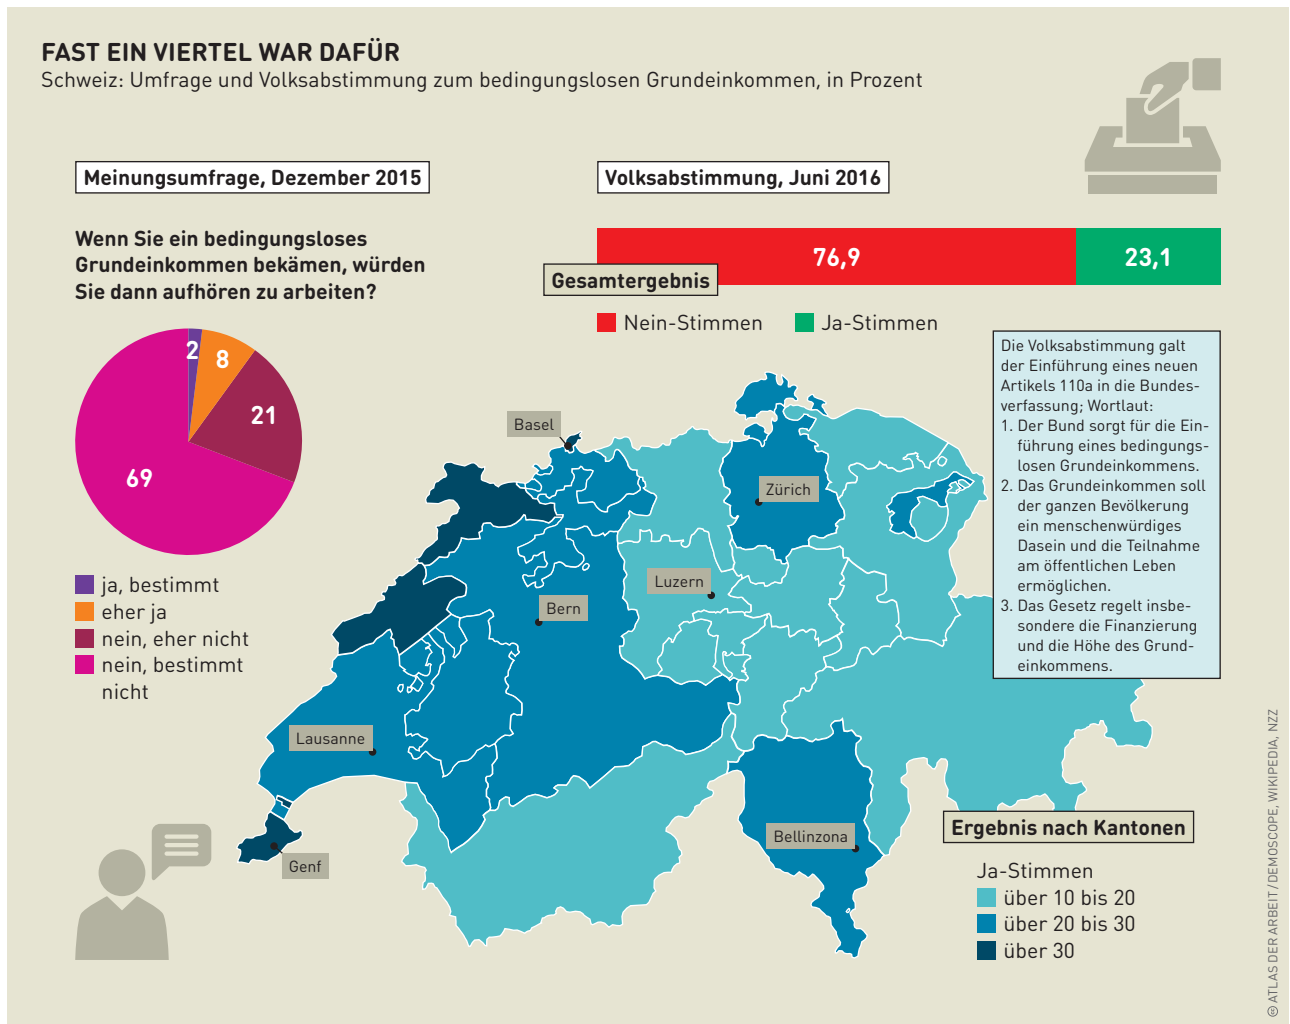 FAST EIN VIERTEL WAR DAFÜR
Schweiz: Umfrage und Volksabstimmung zum bedingungslosen Grundeinkommen, in Prozent
Meinungsumfrage, Dezember 2015
Wenn Sie ein bedingungsloses
Grundeinkommen bekämen, würden
Sie dann aufhören zu arbeiten?
2
8
21
69
ja, bestimmt
eher ja
nein, eher nicht
nein, bestimmt
nicht
Volksabstimmung, Juni 2016
76,9
23,1
Gesamtergebnis
Nein-Stimmen
Ja-Stimmen
Die Volksabstimmung galt
der Einführung eines neuen
Artikels 110a in die Bundes-
verfassung; Wortlaut:
1. Der Bund sorgt für die Ein-
führung eines bedingungs-
losen Grundeinkommens.
2. Das Grundeinkommen soll
der ganzen Bevölkerung
ein menschenwürdiges
Dasein und die Teilnahme
am öffentlichen Leben
ermöglichen.
3. Das Gesetz regelt insbe-
sondere die Finanzierung
und die Höhe des Grund-
einkommens.
Basel
Zürich
Luzern
Bern
Lausanne
Bellinzona
Genf
Ergebnis nach Kantonen
Ja-Stimmen
über 10 bis 20
über 20 bis 30
über 30
© ATLAS DER ARBEIT / DEMOSCOPE, WIKIPEDIA, NZZ